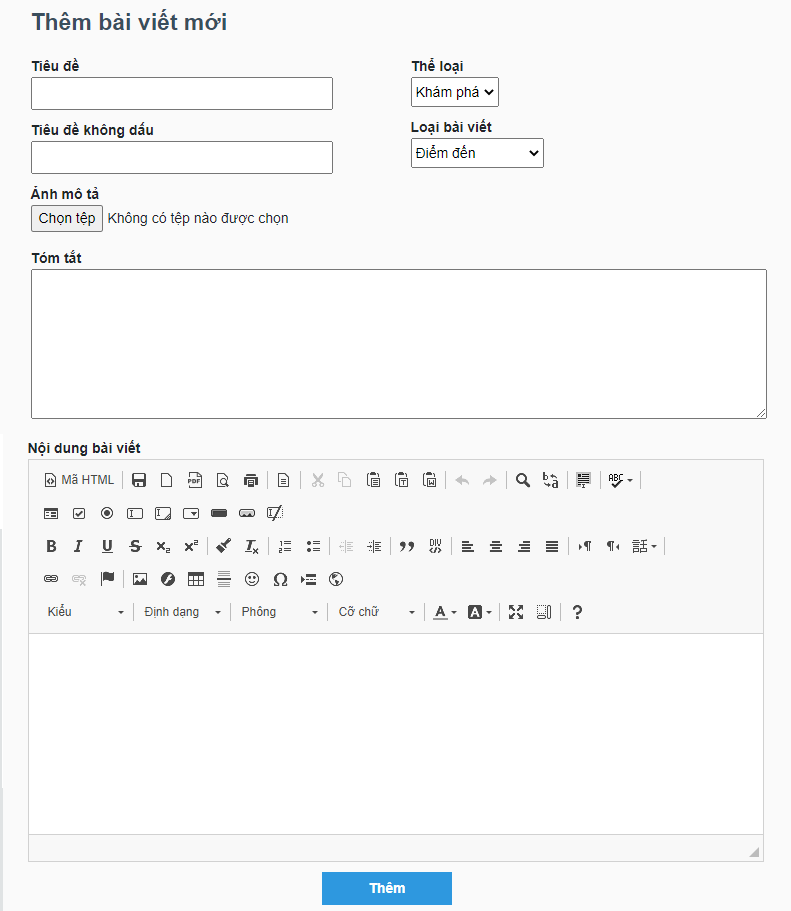 Thêm bài viết mới
Tiêu đề
Thể loại
Khám phá
Tiêu đề không dấu
Loại bài viết
Điểm đến
Ảnh mô tả
Chọn tệp Không có tệp nào được chọn
Tóm tắt
Nội dung bài viết
Mã HTML
Kiểu Định dạng Phông Cỡ chữ
Thêm